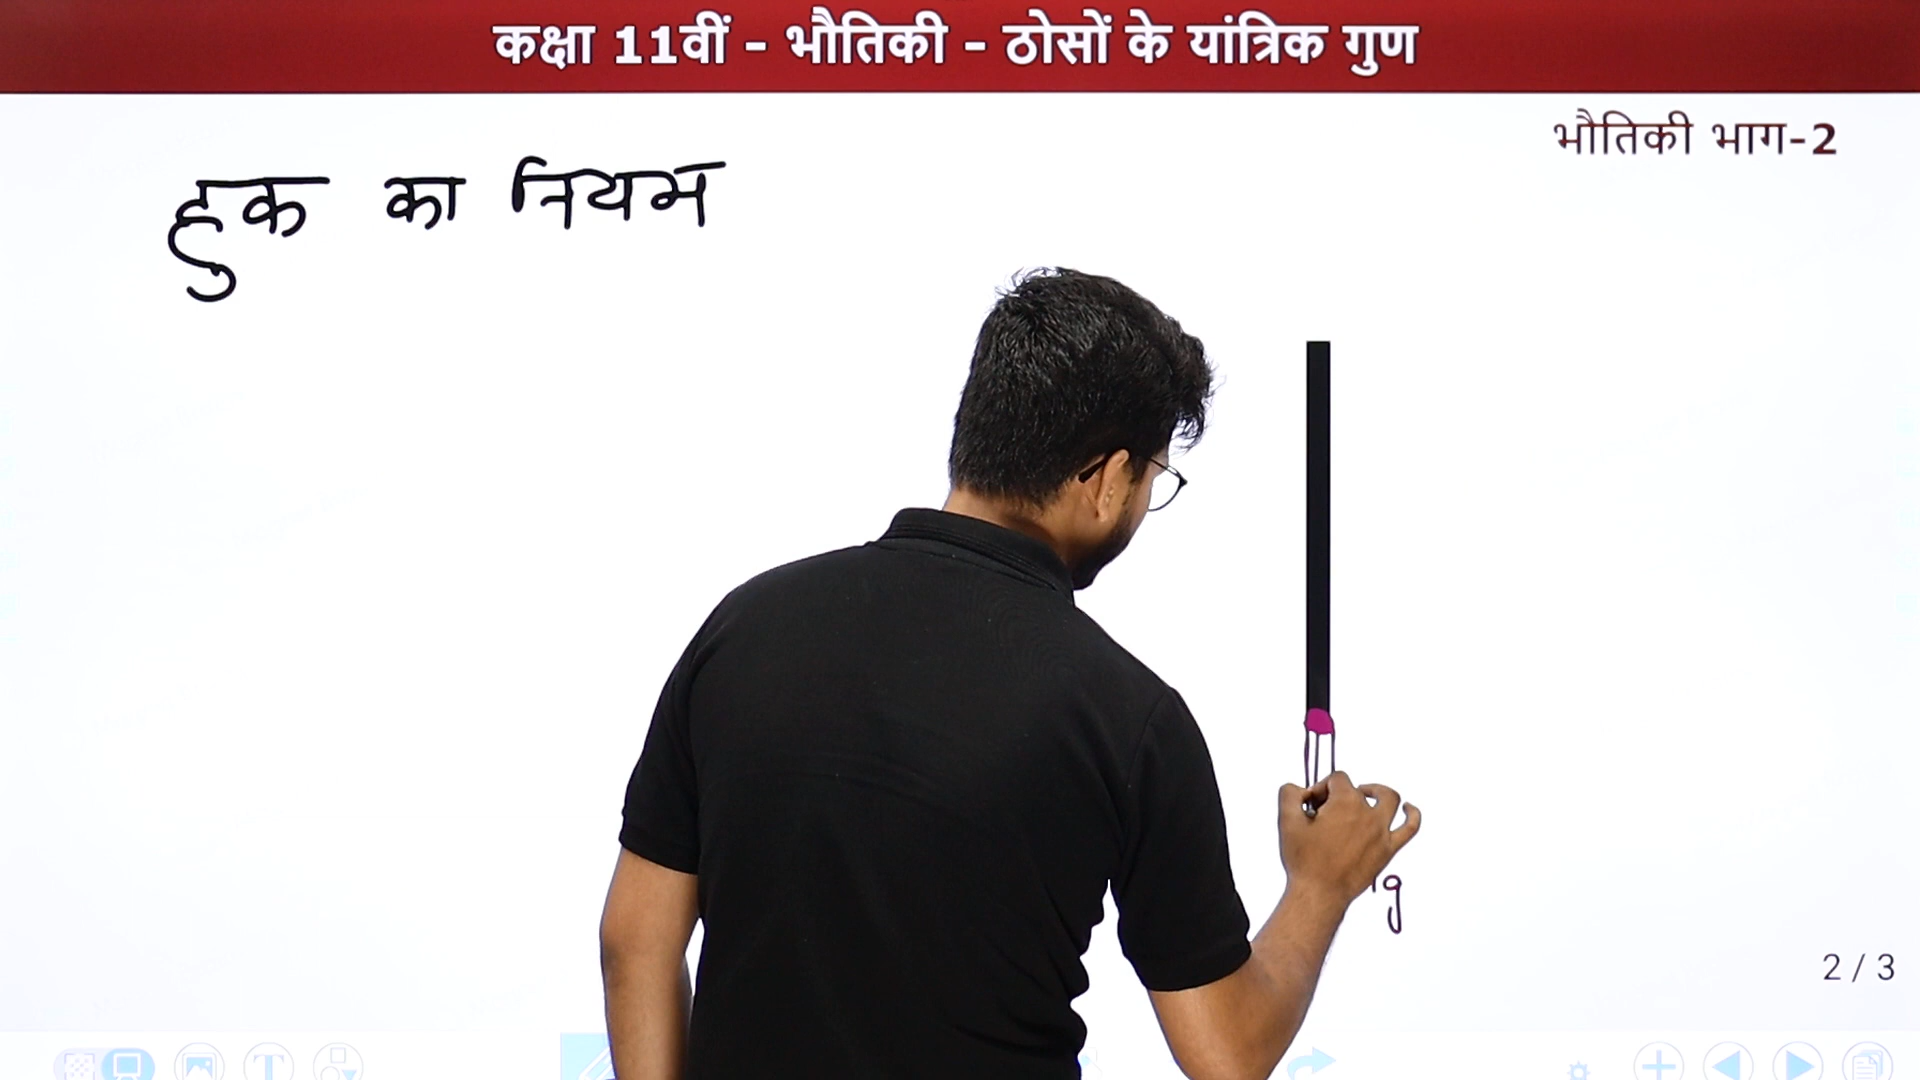 कक्षा 11वीं - भौतिकी - ठोसों के यांत्रिक गुण
भौतिकी भाग-2
हुक का नियम
2 / 3